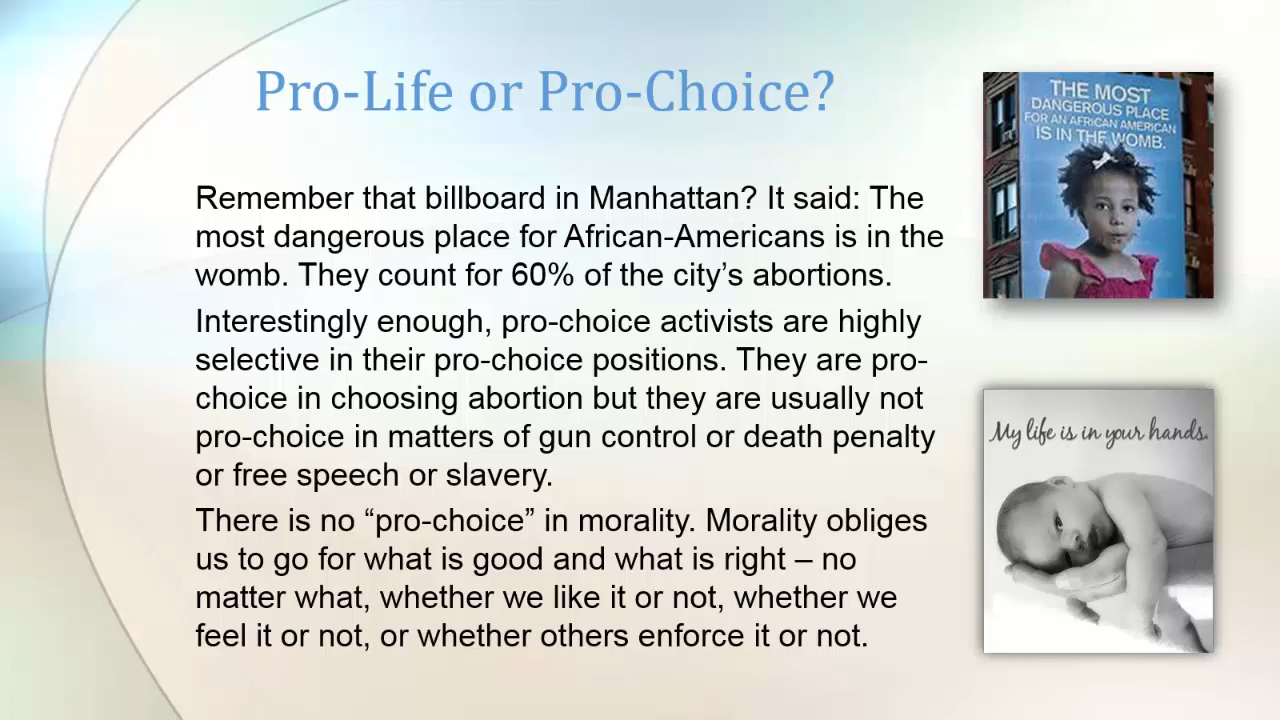 Pro-Life or Pro-Choice?
Remember that billboard in Manhattan? It said: The
most dangerous place for African-Americans is in the
womb. They count for 60% of the city’s abortions.
Interestingly enough, pro-choice activists are highly
selective in their pro-choice positions. They are pro-
choice in choosing abortion but they are usually not
pro-choice in matters of gun control or death penalty
or free speech or slavery.
There is no “pro-choice” in morality. Morality obliges
us to go for what is good and what is right – no
matter what, whether we like it or not, whether we
feel it or not, or whether others enforce it or not.
THE MOST
DANGEROUS PLACE
FOR AN AFRICAN AMERICAN
IS IN THE WOMB.
My life is in your hands.